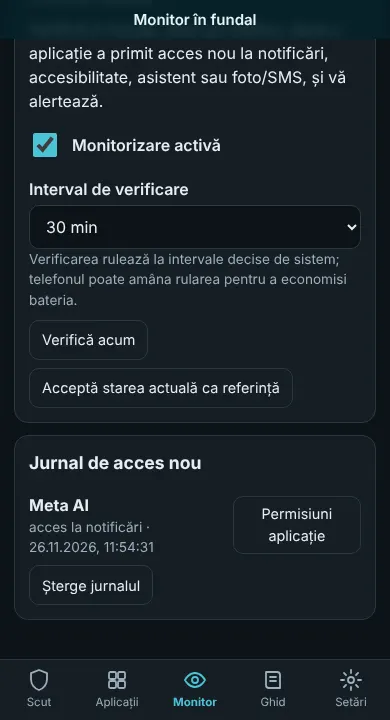 Monitor în fundal
aplicație a primit acces nou la notificări,
accesibilitate, asistent sau foto/SMS, și vă
alertează.
Monitorizare activă
Interval de verificare
30 min
Verificarea rulează la intervale decise de sistem;
telefonul poate amâna rularea pentru a economisi
bateria.
Verifică acum
Acceptă starea actuală ca referință
Jurnal de acces nou
Meta AI
acces la notificări ·
26.11.2026, 11:54:31
Permisiuni
aplicație
Șterge jurnalul
Scut
Aplicații
Monitor
Ghid
Setări